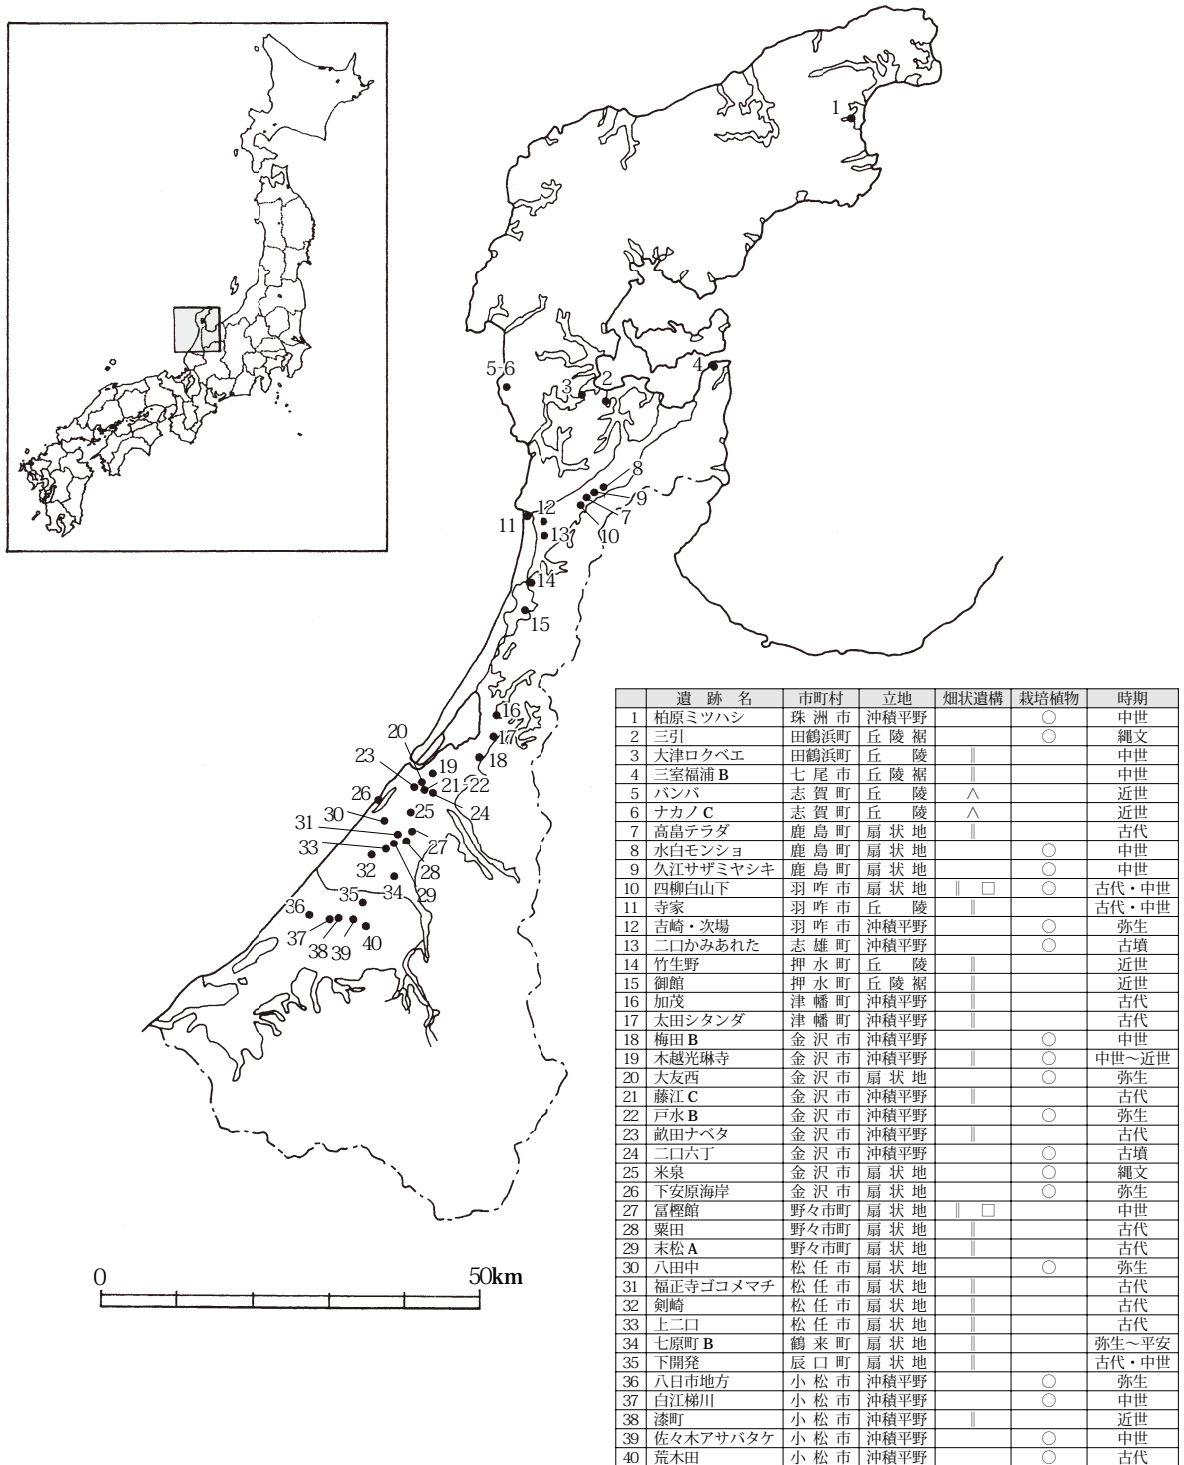 1
5-6
3
2
4
8
12
9
11
7
13
10
14
15
16
20
17
23
19
18
21
22
26
30
25
24
31
33
27
32
28
35
34
29
36
37
38
39
40
0 50km
遺跡名 市町村 立地 畑状遺構 栽培植物 時期
1 柏原ミツハシ 珠洲市 沖積平野 ○ 中世
2 三引 田鶴浜町 丘陵裾 ○ 縄文
3 大津ロクベエ 田鶴浜町 丘陵 ∥ 中世
4 三室福浦B 七尾市 丘陵裾 ∥ 中世
5 バンバ 志賀町 丘陵 ∧ 近世
6 ナカノC 志賀町 丘陵 ∧ 近世
7 高畠テラダ 鹿島町 扇状地 ∥ 古代
8 水白モンショ 鹿島町 扇状地 ○ 中世
9 久江サザミヤシキ 鹿島町 扇状地 ○ 中世
10 四柳白山下 羽咋市 扇状地 ∥ □ ○ 古代・中世
11 寺家 羽咋市 丘陵 ∥ 古代・中世
12 吉崎・次場 羽咋市 沖積平野 ○ 弥生
13 二口かみあれた 志雄町 沖積平野 ○ 古墳
14 竹生野 押水町 丘陵 ∥ 近世
15 御館 押水町 丘陵裾 ∥ 近世
16 加茂 津幡町 沖積平野 ∥ 古代
17 太田シタンダ 津幡町 沖積平野 ∥ 古代
18 梅田B 金沢市 沖積平野 ○ 中世
19 木越光琳寺 金沢市 沖積平野 ∥ ○ 中世～近世
20 大友西 金沢市 扇状地 ○ 弥生
21 藤江C 金沢市 沖積平野 ∥ 古代
22 戸水B 金沢市 沖積平野 ○ 弥生
23 畝田ナベタ 金沢市 沖積平野 ∥ 古代
24 二口六丁 金沢市 沖積平野 ○ 古墳
25 米泉 金沢市 扇状地 ○ 縄文
26 下安原海岸 金沢市 扇状地 ○ 弥生
27 冨樫館 野々市町 扇状地 ∥ □ 中世
28 粟田 野々市町 扇状地 ∥ 古代
29 末松A 野々市町 扇状地 ∥ 古代
30 八田中 松任市 扇状地 ○ 弥生
31 福正寺ゴコメマチ 松任市 扇状地 ∥ 古代
32 剣崎 松任市 扇状地 ∥ 古代
33 上二口 松任市 扇状地 ∥ 古代
34 七原町B 鶴来町 扇状地 ∥ 弥生～平安
35 下開発 辰口町 扇状地 ∥ 古代・中世
36 八日市地方 小松市 沖積平野 ○ 弥生
37 白江梯川 小松市 沖積平野 ○ 中世
38 漆町 小松市 沖積平野 ∥ 近世
39 佐々木アサバタケ 小松市 沖積平野 ○ 中世
40 荒木田 小松市 沖積平野 ○ 古代